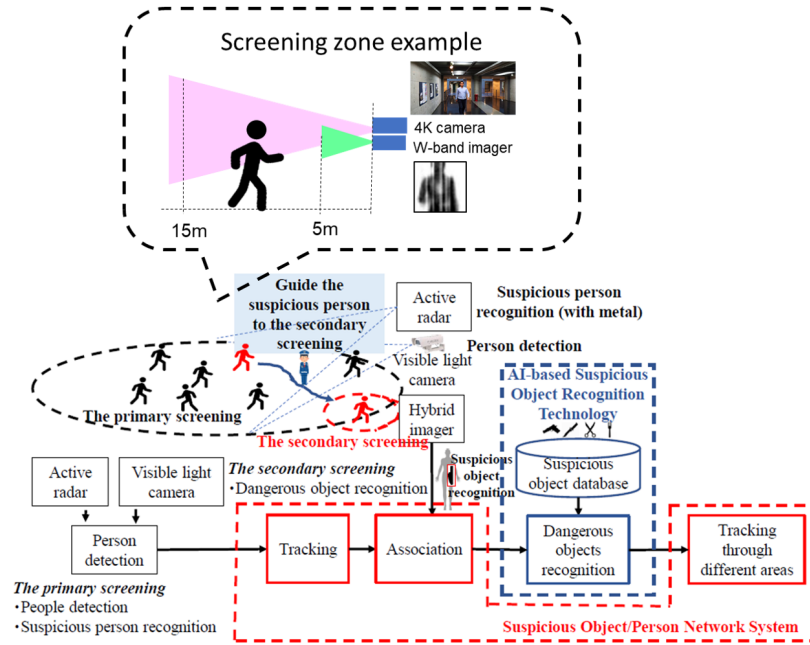 Screening zone example
4K camera
W-band imager
15m
5m
Guide the
suspicious person
to the secondary
screening
Active
radar
Suspicious person
recognition (with metal)
Person detection
Visible light
camera
The primary screening
Hybrid
imager
The secondary screening
AI-based Suspicious
Object Recognition
Technology
Suspicious
object database
Suspicious
object
recognition
Active
radar
Visible light
camera
The secondary screening
・Dangerous object recognition
Person
detection
Tracking
Association
Dangerous
objects
recognition
Tracking
through
different areas
The primary screening
・People detection
・Suspicious person recognition
Suspicious Object/Person Network System